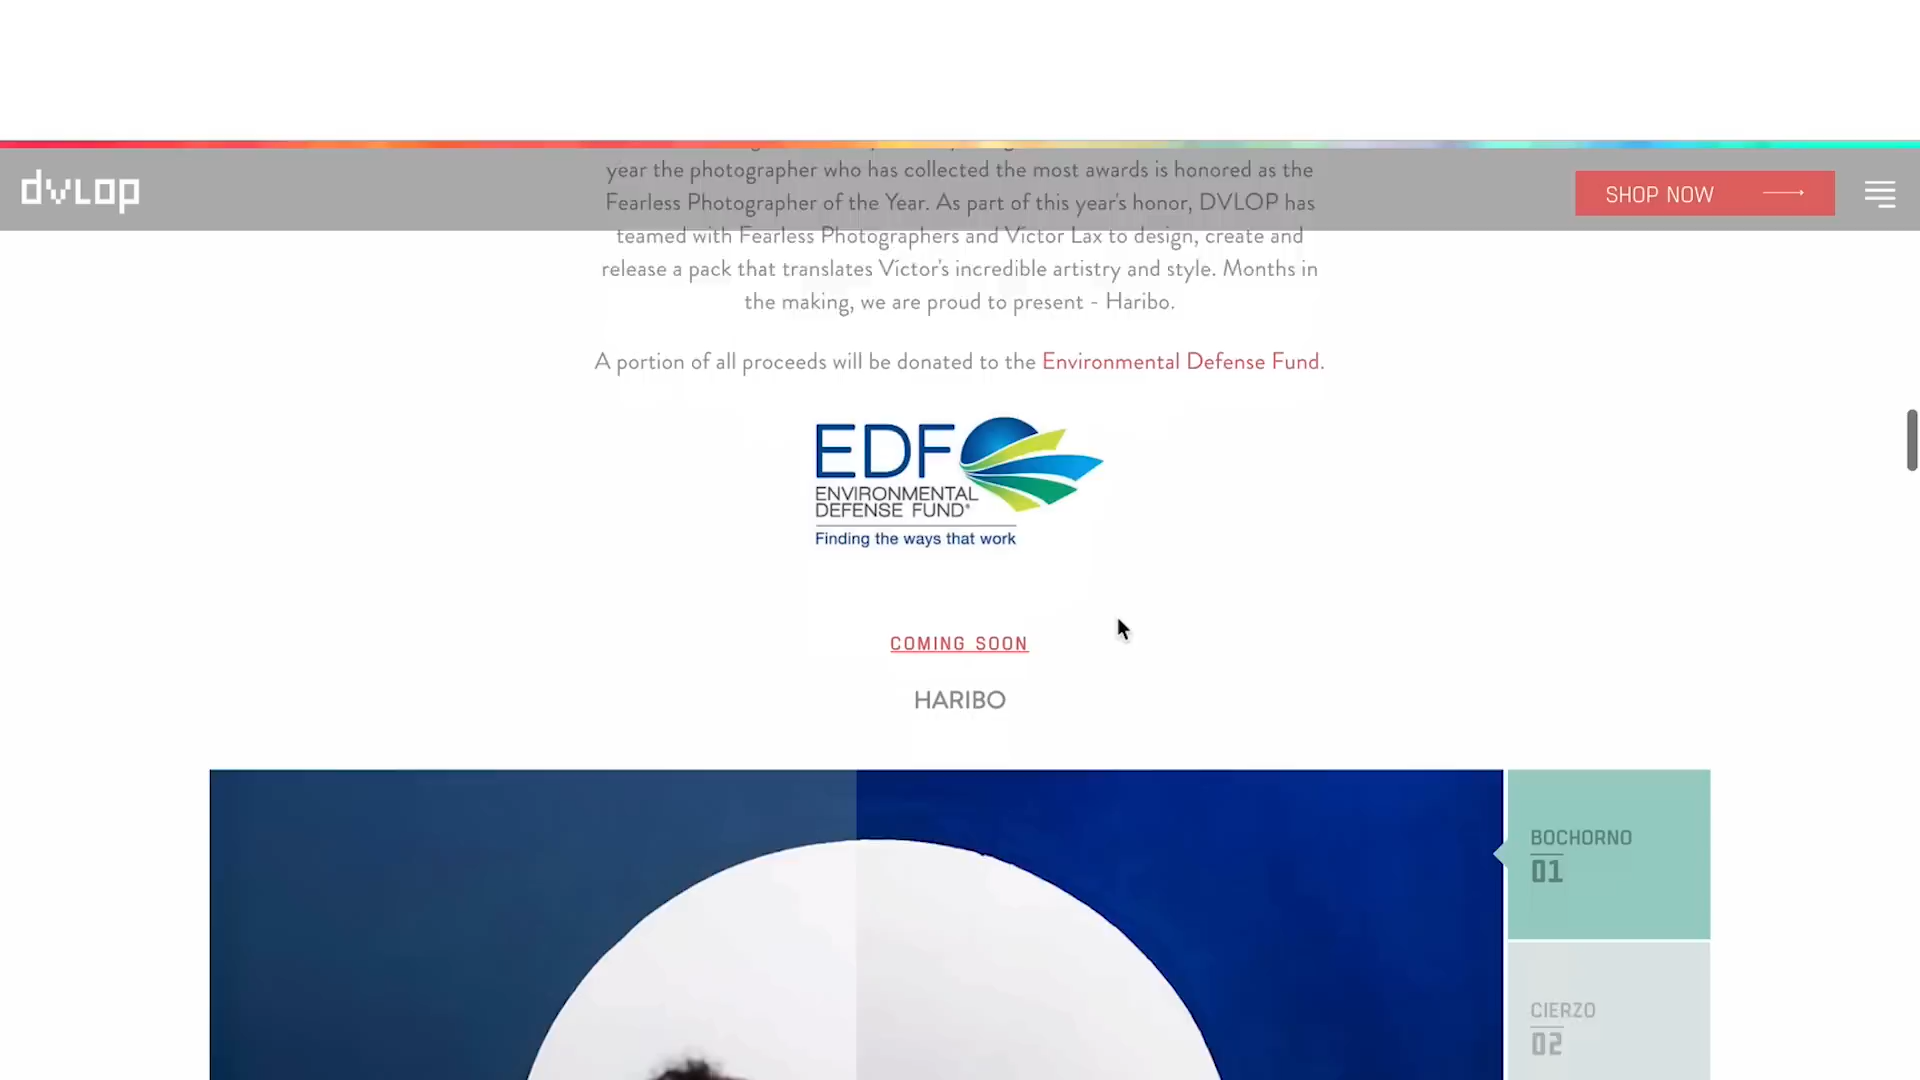 dvlop
SHOP NOW
year the photographer who has collected the most awards is honored as the
Fearless Photographer of the Year. As part of this year's honor, DVLOP has
teamed with Fearless Photographers and Víctor Lax to design, create and
release a pack that translates Víctor's incredible artistry and style. Months in
the making, we are proud to present - Haribo.
A portion of all proceeds will be donated to the Environmental Defense Fund.
EDF
ENVIRONMENTAL
DEFENSE FUND®
Finding the ways that work
COMING SOON
HARIBO
BOCHORNO
01
CIERZO
02